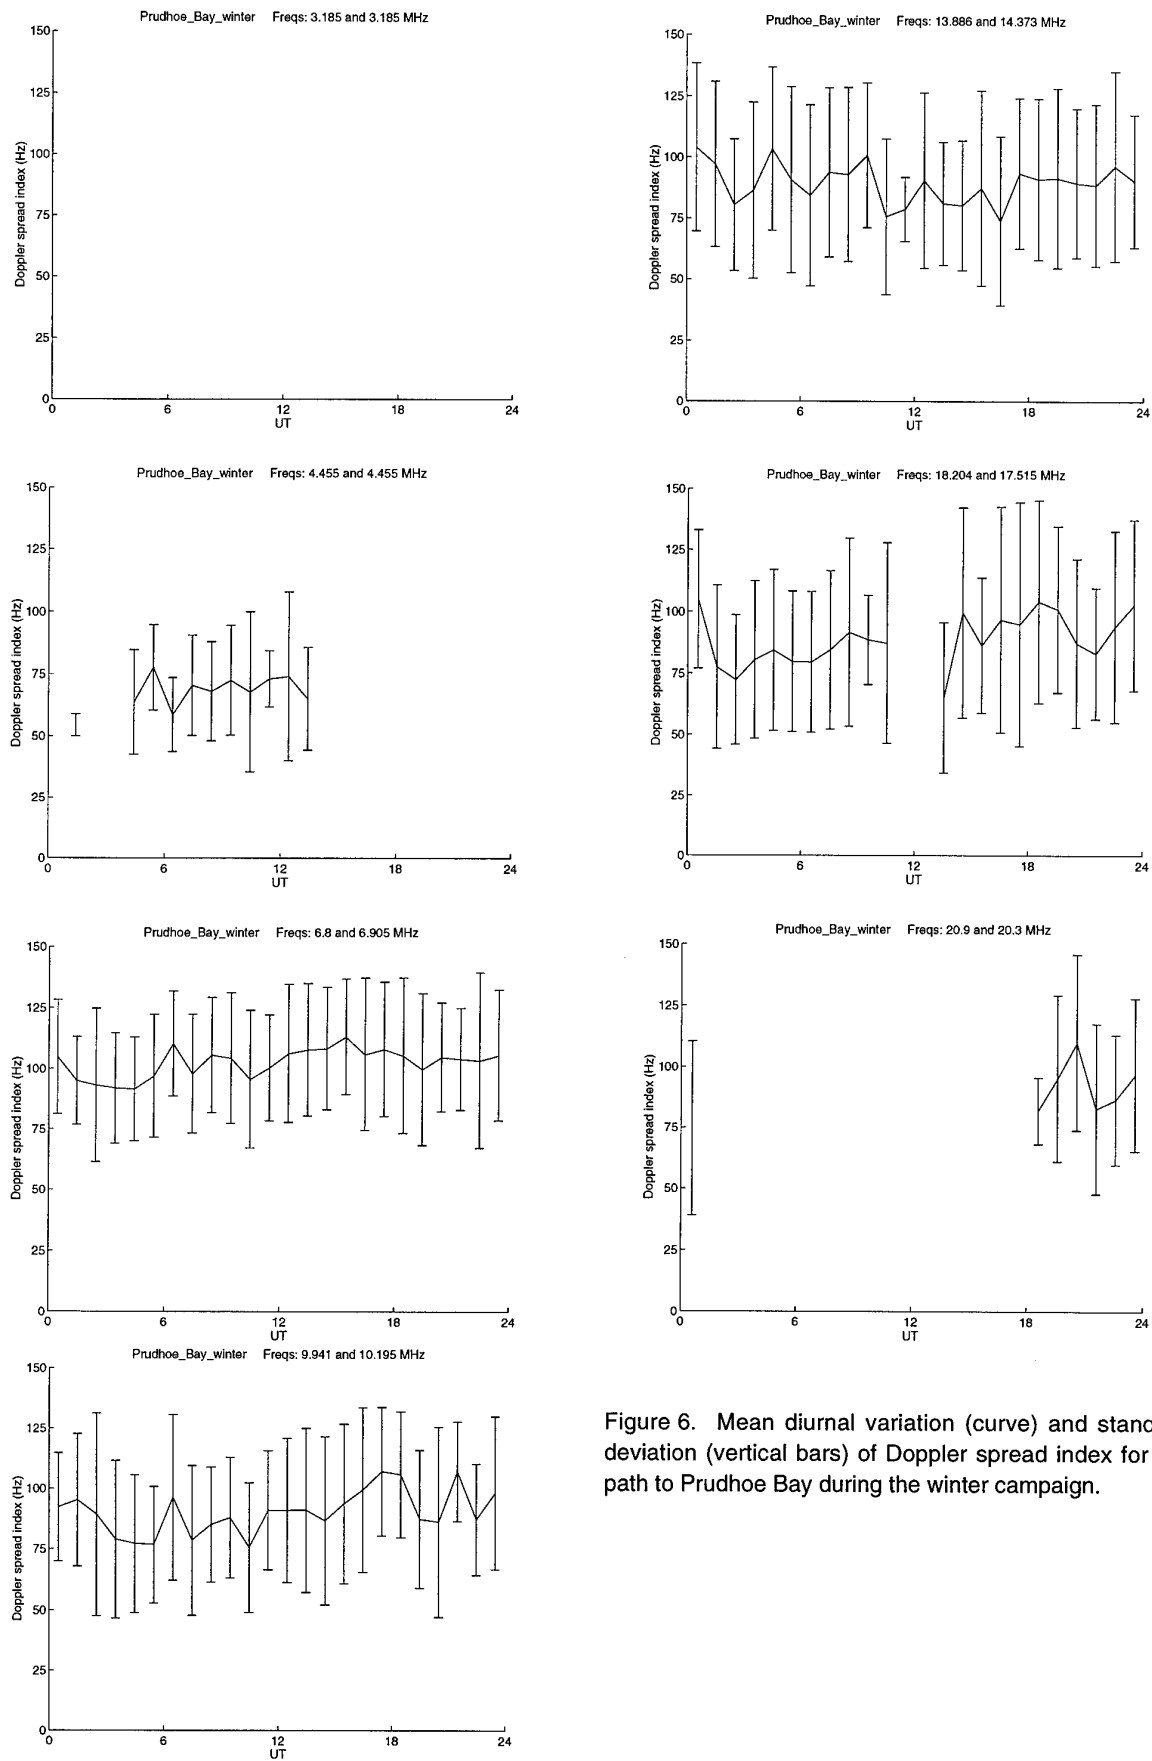 Prudhoe_Bay_winter Freqs: 3.185 and 3.185 MHz
150
125
100
75
50
25
0
Doppler spread index (Hz)
0 6 12 18 24
UT
Prudhoe_Bay_winter Freqs: 4.455 and 4.455 MHz
150
125
100
75
50
25
0
Doppler spread index (Hz)
0 6 12 18 24
UT
Prudhoe_Bay_winter Freqs: 6.8 and 6.905 MHz
150
125
100
75
50
25
0
Doppler spread index (Hz)
0 6 12 18 24
UT
Prudhoe_Bay_winter Freqs: 9.941 and 10.195 MHz
150
125
100
75
50
25
0
Doppler spread index (Hz)
0 6 12 18 24
UT
Prudhoe_Bay_winter Freqs: 13.886 and 14.373 MHz
150
125
100
75
50
25
0
Doppler spread index (Hz)
0 6 12 18 24
UT
Prudhoe_Bay_winter Freqs: 18.204 and 17.515 MHz
150
125
100
75
50
25
0
Doppler spread index (Hz)
0 6 12 18 24
UT
Prudhoe_Bay_winter Freqs: 20.9 and 20.3 MHz
150
125
100
75
50
25
0
Doppler spread index (Hz)
0 6 12 18 24
UT
Figure 6. Mean diurnal variation (curve) and stand
deviation (vertical bars) of Doppler spread index for
path to Prudhoe Bay during the winter campaign.